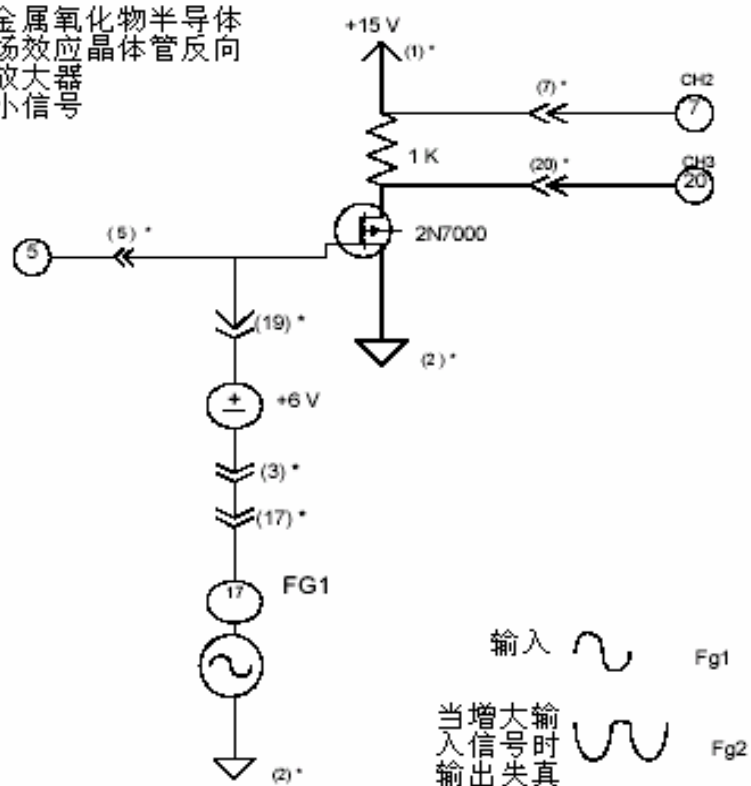 金属氧化物半导体
场效应晶体管反向
放大器
小信号
+15 V
(1) *
CH2
(7) *
7
1 K
CH3
(20) *
20
2N7000
5
(5) *
(19) *
(2) *
± +6 V
(3) *
(17) *
17
FG1
输入
Fg1
当增大输
入信号时
输出失真
Fg2
(2) *